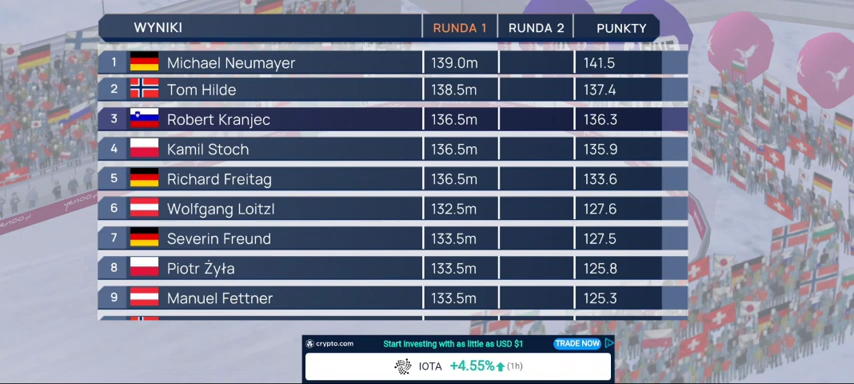 WYNIKI RUNDA 1 RUNDA 2 PUNKTY
1 Michael Neumayer 139.0m 141.5
2 Tom Hilde 138.5m 137.4
3 Robert Kranjec 136.5m 136.3
4 Kamil Stoch 136.5m 135.9
5 Richard Freitag 136.5m 133.6
6 Wolfgang Loitzl 132.5m 127.6
7 Severin Freund 133.5m 127.5
8 Piotr Żyła 133.5m 125.8
9 Manuel Fettner 133.5m 125.3
crypto.com Start investing with as little as USD $1 TRADE NOW
IOTA +4.55% (1h)